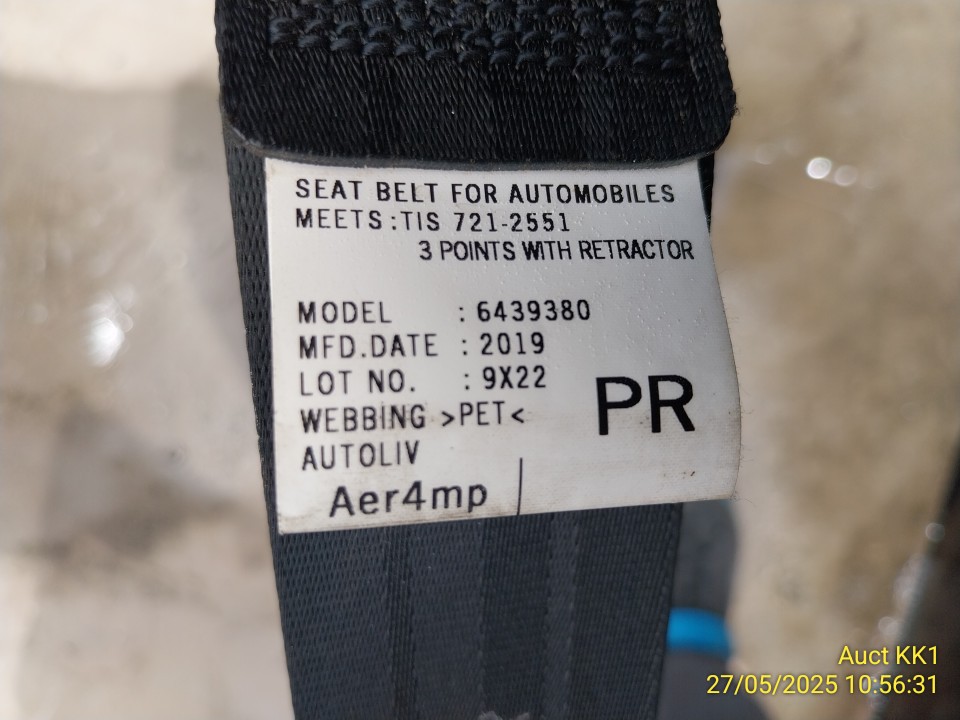 SEAT BELT FOR AUTOMOBILES
MEETS:TIS 721-2551
3 POINTS WITH RETRACTOR
MODEL : 6439380
MFD.DATE : 2019
LOT NO. : 9X22
WEBBING >PET<
PR
AUTOLIV
Aer4mp
Auct KK1
27/05/2025 10:56:31